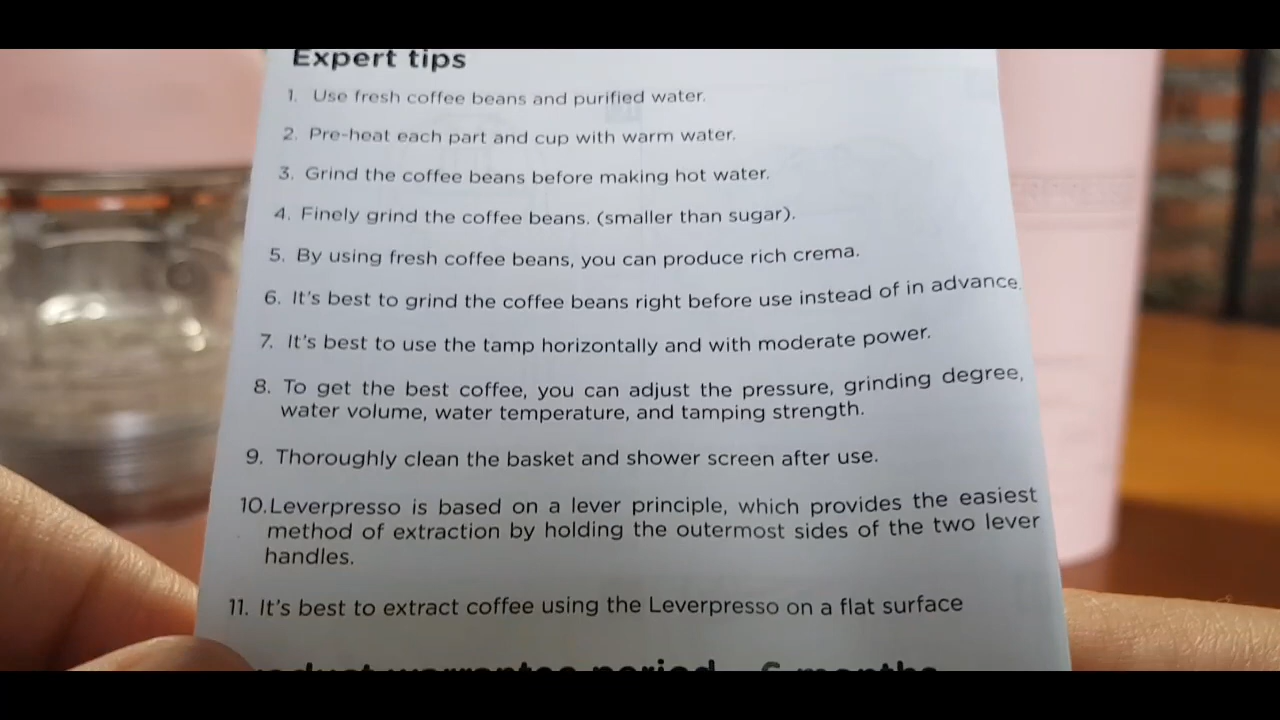 Expert tips
1. Use fresh coffee beans and purified water.
2. Pre-heat each part and cup with warm water.
3. Grind the coffee beans before making hot water.
4. Finely grind the coffee beans. (smaller than sugar).
5. By using fresh coffee beans, you can produce rich crema.
6. It's best to grind the coffee beans right before use instead of in advance.
7. It's best to use the tamp horizontally and with moderate power.
8. To get the best coffee, you can adjust the pressure, grinding degree,
water volume, water temperature, and tamping strength.
9. Thoroughly clean the basket and shower screen after use.
10.Leverpresso is based on a lever principle, which provides the easiest
method of extraction by holding the outermost sides of the two lever
handles.
11. It's best to extract coffee using the Leverpresso on a flat surface
period 6 months